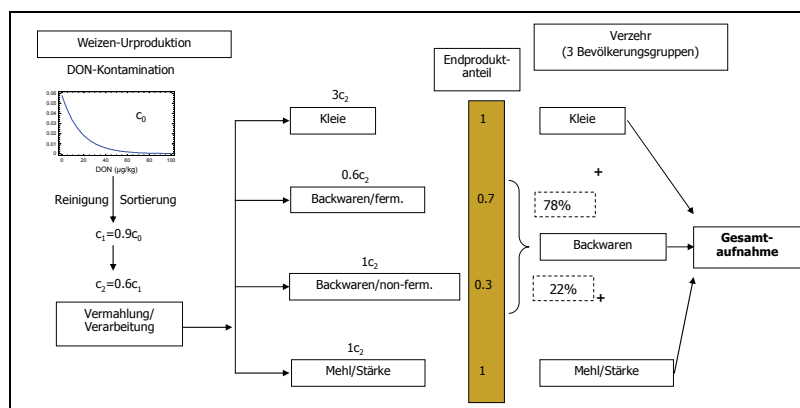 Weizen-Urproduktion
DON-Kontamination
0.06
0.05
0.04
0.03
0.02
0.01
0
0 20 40 60 80 100
DON (µg/kg)
c0
Reinigung
Sortierung
c1=0.9c0
c2=0.6c1
Vermahlung/
Verarbeitung
3c2
Kleie
0.6c2
Backwaren/ferm.
1c2
Backwaren/non-ferm.
1c2
Mehl/Stärke
Endprodukt-
anteil
1
0.7
0.3
1
Verzehr
(3 Bevölkerungsgruppen)
Kleie
+
78%
Backwaren
22%
+
Mehl/Stärke
Gesamt-
aufnahme